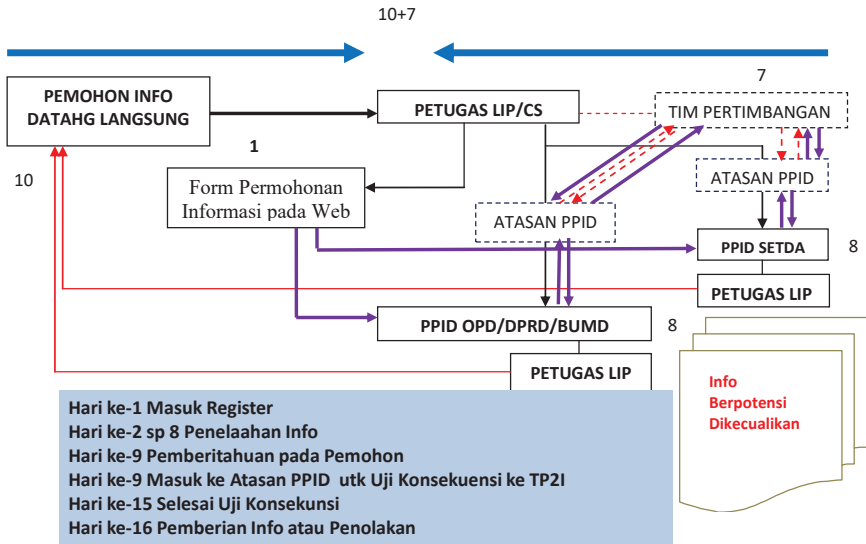 10+7
7
PEMOHON INFO
DATAHG LANGSUNG
PETUGAS LIP/CS
TIM PERTIMBANGAN
1
10
Form Permohonan
Informasi pada Web
ATASAN PPID
ATASAN PPID
PPID SETDA
8
PETUGAS LIP
PPID OPD/DPRD/BUMD
8
PETUGAS LIP
Info
Berpotensi
Dikecualikan
Hari ke-1 Masuk Register
Hari ke-2 sp 8 Penelaahan Info
Hari ke-9 Pemberitahuan pada Pemohon
Hari ke-9 Masuk ke Atasan PPID utk Uji Konsekuensi ke TP2I
Hari ke-15 Selesai Uji Konsekunsi
Hari ke-16 Pemberian Info atau Penolakan